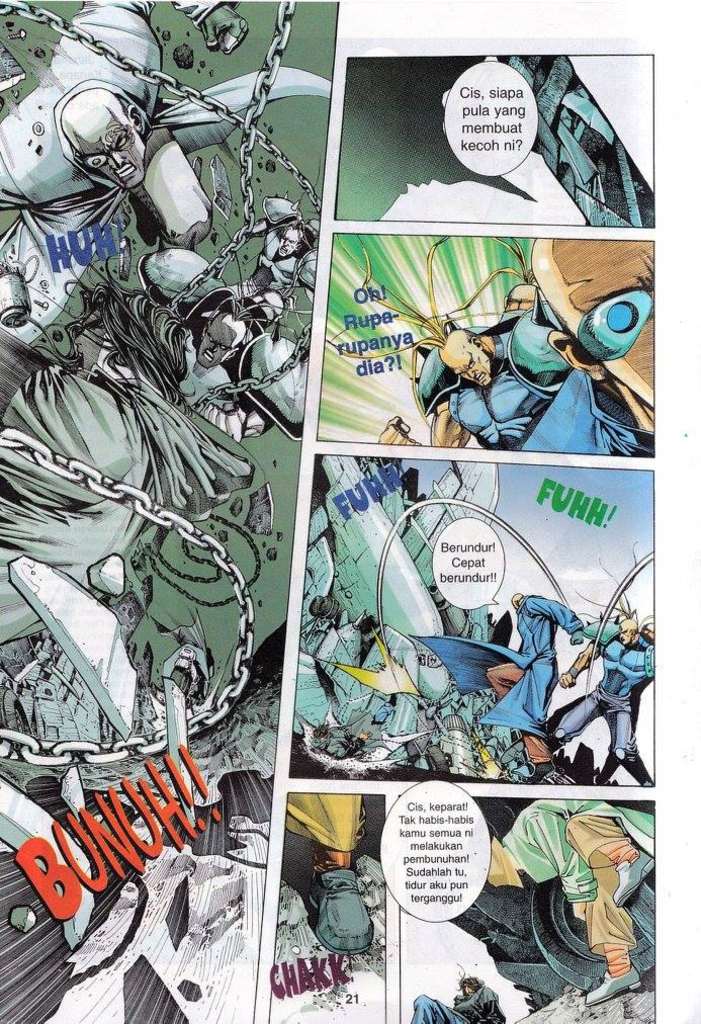 HUH!
BUNUH!!
Cis, siapa
pula yang
membuat
kecoh ni?
Oh!
Rupa-
rupanya
dia?!
FUHH
FUHH!
Berundur!
Cepat
berundur!!
CHAKK
Cis, keparat!
Tak habis-habis
kamu semua ni
melakukan
pembunuhan!
Sudahlah tu,
tidur aku pun
terganggu!
21